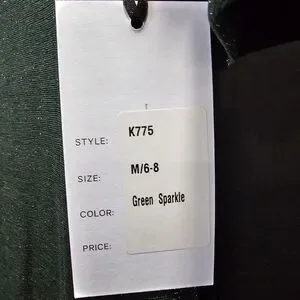 STYLE: K775
SIZE: M/6-8
COLOR: Green Sparkle
PRICE: